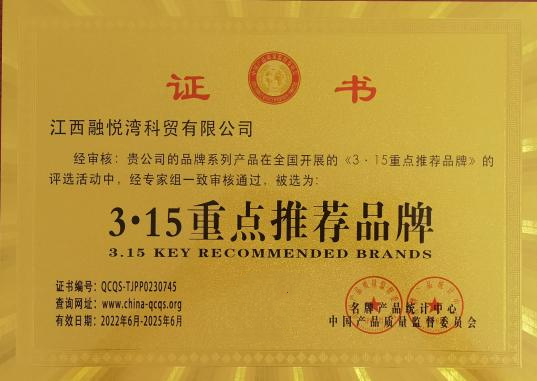 证 书
江西融悦湾科贸有限公司
经审核：贵公司的品牌系列产品在全国开展的《3·15重点推荐品牌》的
评选活动中，经专家组一致审核通过，被选为：
3·15重点推荐品牌
3.15 KEY RECOMMENDED BRANDS
证书编号：QCQS-TJPP0230745
查询网址：www.china-qcqs.org
有效日期：2022年6月-2025年6月
名牌产品统计中心
中国产品质量监督委员会